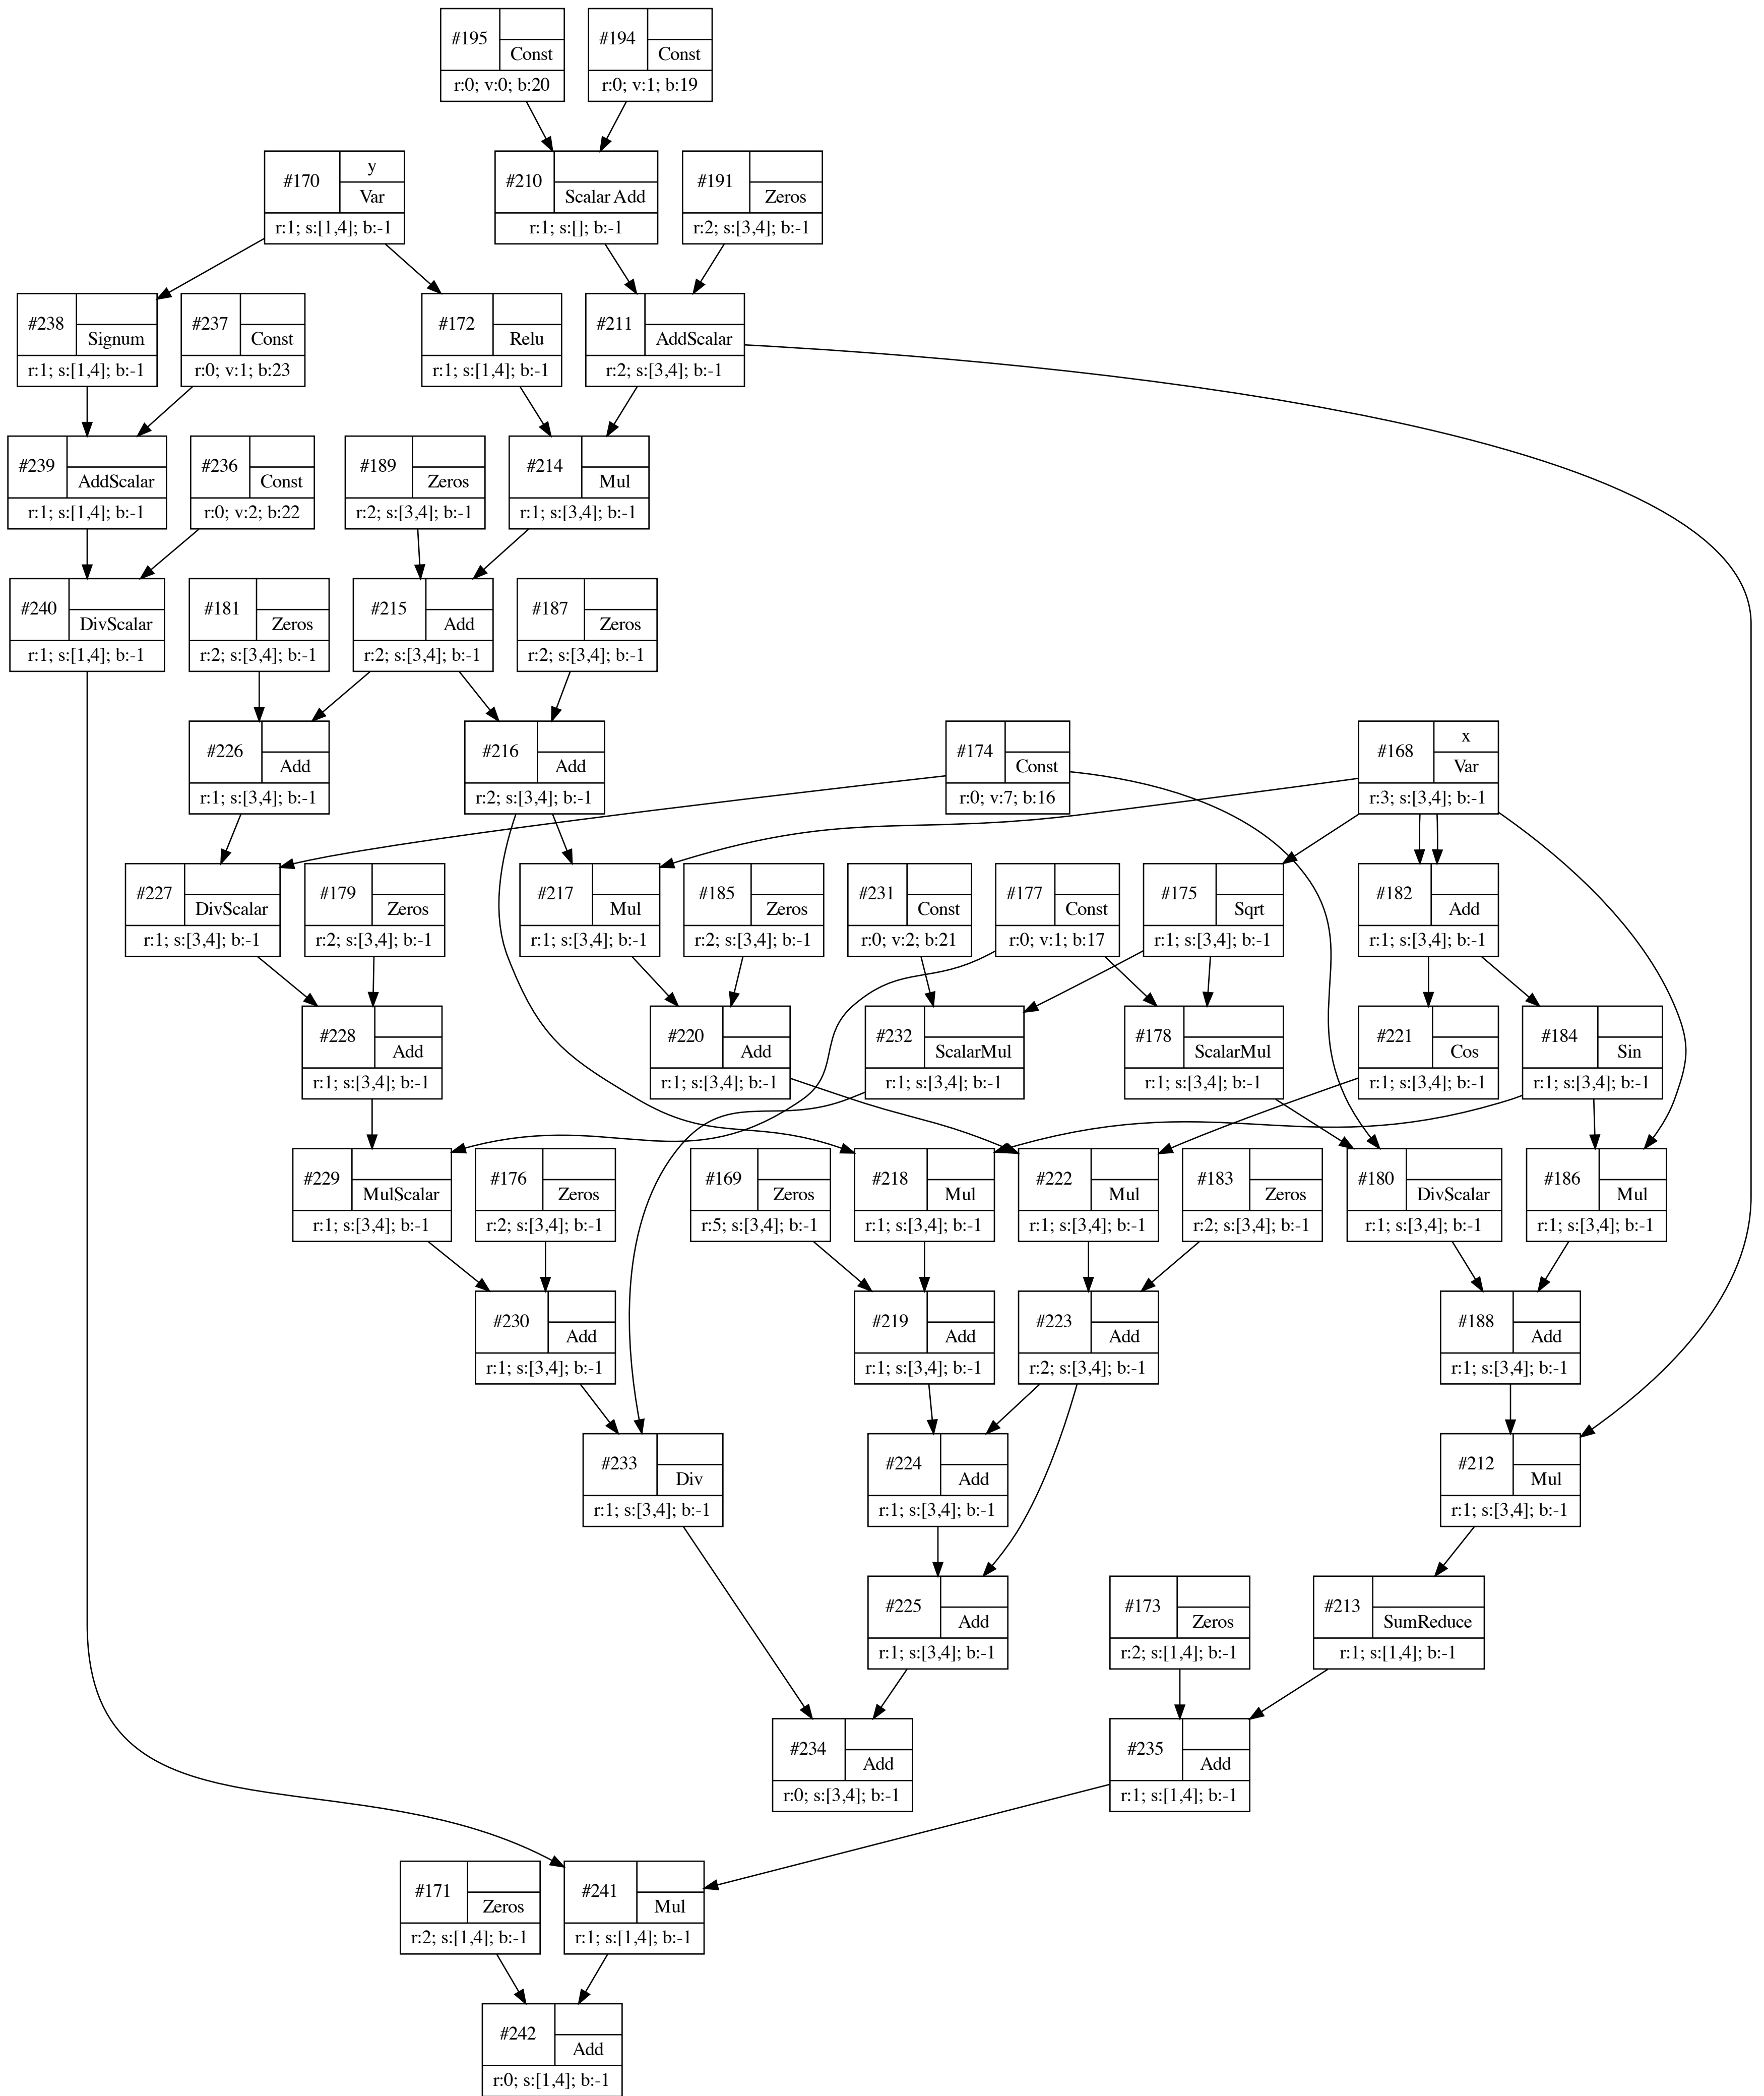 #195
Const
r:0; v:0; b:20
#194
Const
r:0; v:1; b:19
#170
y
Var
r:1; s:[1,4]; b:-1
#210
Scalar Add
r:1; s:[]; b:-1
#191
Zeros
r:2; s:[3,4]; b:-1
#238
Signum
r:1; s:[1,4]; b:-1
#237
Const
r:0; v:1; b:23
#172
Relu
r:1; s:[1,4]; b:-1
#211
AddScalar
r:2; s:[3,4]; b:-1
#239
AddScalar
r:1; s:[1,4]; b:-1
#236
Const
r:0; v:2; b:22
#189
Zeros
r:2; s:[3,4]; b:-1
#214
Mul
r:1; s:[3,4]; b:-1
#240
DivScalar
r:1; s:[1,4]; b:-1
#181
Zeros
r:2; s:[3,4]; b:-1
#215
Add
r:2; s:[3,4]; b:-1
#187
Zeros
r:2; s:[3,4]; b:-1
#226
Add
r:1; s:[3,4]; b:-1
#216
Add
r:2; s:[3,4]; b:-1
#174
Const
r:0; v:7; b:16
#168
x
Var
r:3; s:[3,4]; b:-1
#227
DivScalar
r:1; s:[3,4]; b:-1
#179
Zeros
r:2; s:[3,4]; b:-1
#217
Mul
r:1; s:[3,4]; b:-1
#185
Zeros
r:2; s:[3,4]; b:-1
#231
Const
r:0; v:2; b:21
#177
Const
r:0; v:1; b:17
#175
Sqrt
r:1; s:[3,4]; b:-1
#182
Add
r:1; s:[3,4]; b:-1
#228
Add
r:1; s:[3,4]; b:-1
#220
Add
r:1; s:[3,4]; b:-1
#232
ScalarMul
r:1; s:[3,4]; b:-1
#178
ScalarMul
r:1; s:[3,4]; b:-1
#221
Cos
r:1; s:[3,4]; b:-1
#184
Sin
r:1; s:[3,4]; b:-1
#229
MulScalar
r:1; s:[3,4]; b:-1
#176
Zeros
r:2; s:[3,4]; b:-1
#169
Zeros
r:5; s:[3,4]; b:-1
#218
Mul
r:1; s:[3,4]; b:-1
#222
Mul
r:1; s:[3,4]; b:-1
#183
Zeros
r:2; s:[3,4]; b:-1
#180
DivScalar
r:1; s:[3,4]; b:-1
#186
Mul
r:1; s:[3,4]; b:-1
#230
Add
r:1; s:[3,4]; b:-1
#219
Add
r:1; s:[3,4]; b:-1
#223
Add
r:2; s:[3,4]; b:-1
#188
Add
r:1; s:[3,4]; b:-1
#233
Div
r:1; s:[3,4]; b:-1
#224
Add
r:1; s:[3,4]; b:-1
#212
Mul
r:1; s:[3,4]; b:-1
#225
Add
r:1; s:[3,4]; b:-1
#173
Zeros
r:2; s:[1,4]; b:-1
#213
SumReduce
r:1; s:[1,4]; b:-1
#234
Add
r:0; s:[3,4]; b:-1
#235
Add
r:1; s:[1,4]; b:-1
#171
Zeros
r:2; s:[1,4]; b:-1
#241
Mul
r:1; s:[1,4]; b:-1
#242
Add
r:0; s:[1,4]; b:-1